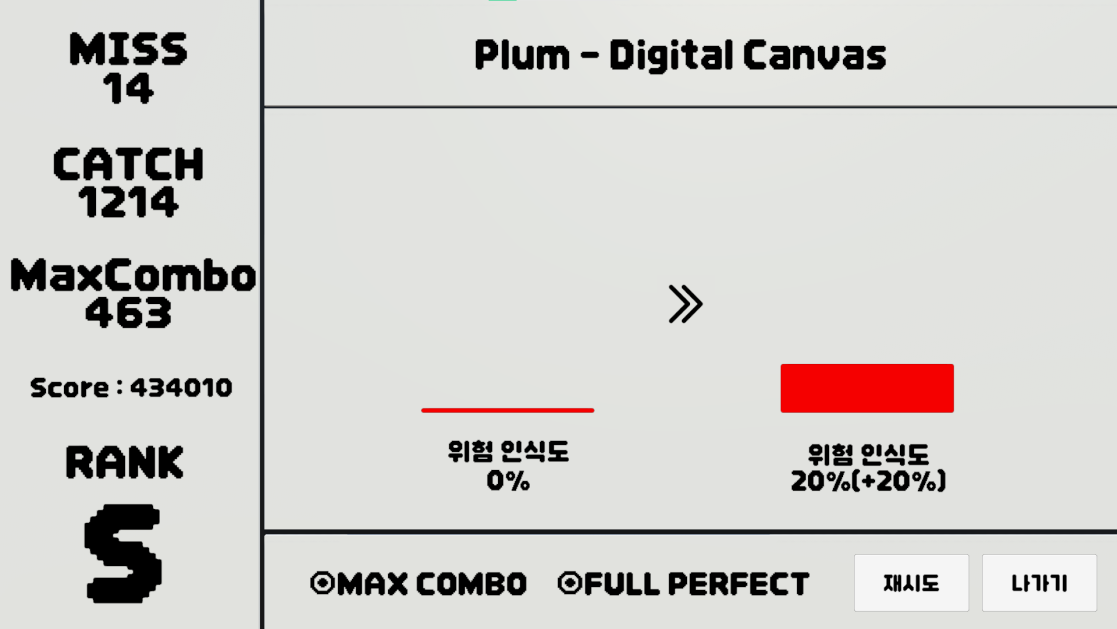 MISS
14
CATCH
1214
MaxCombo
463
Score : 434010
RANK
S
Plum - Digital Canvas
위험 인식도
0%
위험 인식도
20%(+20%)
MAX COMBO
FULL PERFECT
재시도
나가기